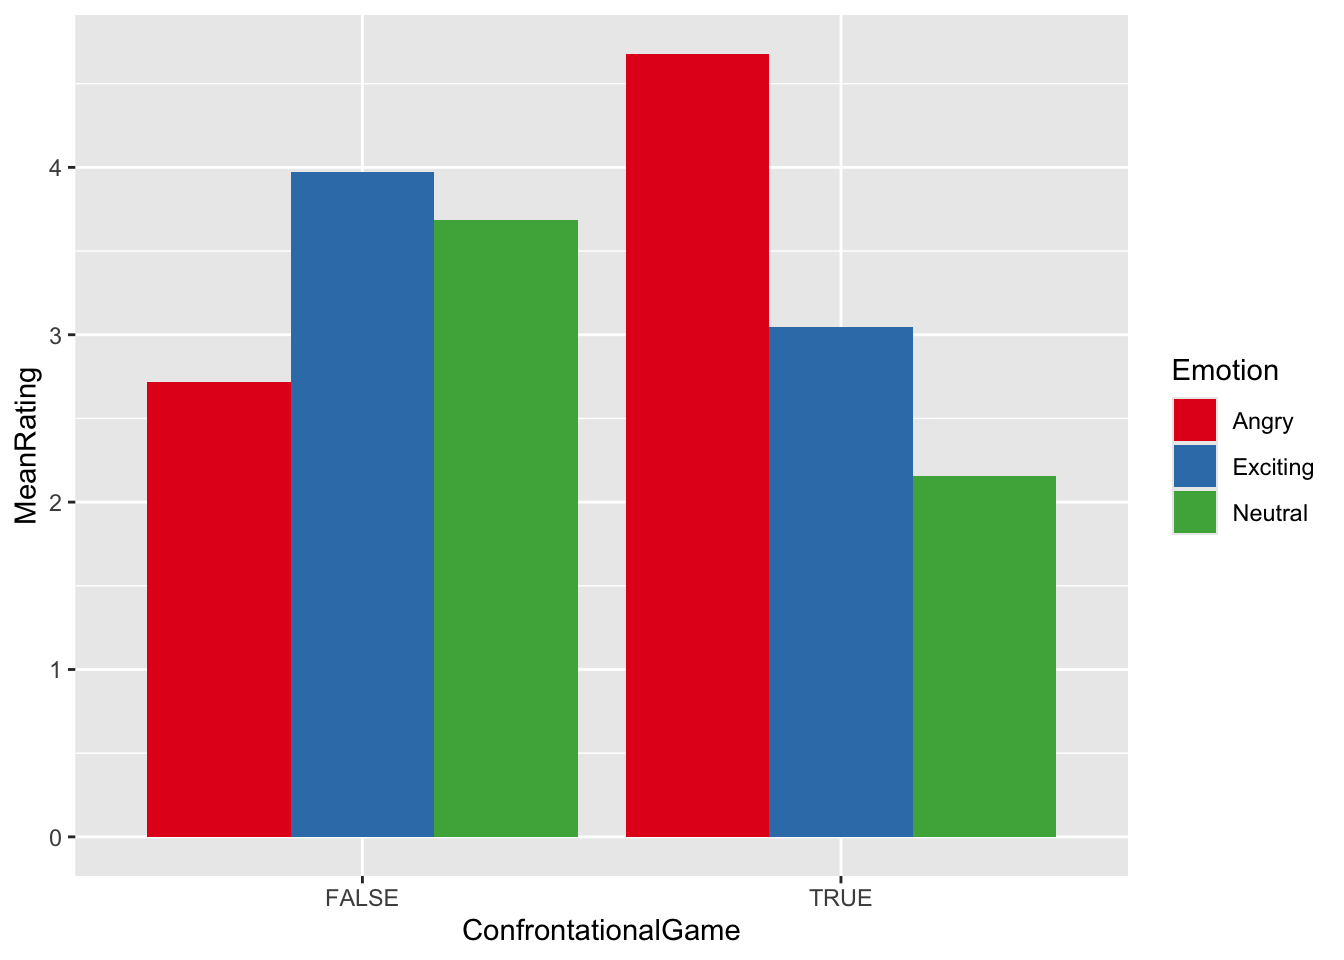 MeanRating
4
3
2
1
0
FALSE
TRUE
ConfrontationalGame
Emotion
Angry
Exciting
Neutral